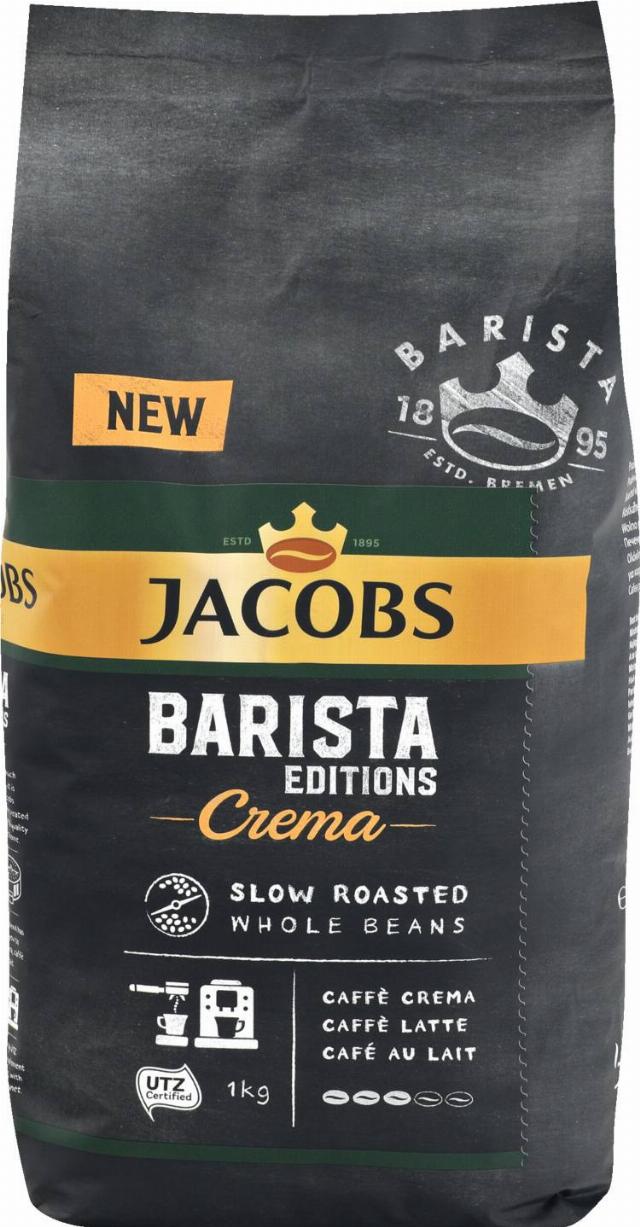 BARISTA
18 95
ESTD. BREMEN
NEW
ESTD 1895
JACOBS
OBS
BARISTA
EDITIONS
Crema
SLOW ROASTED
WHOLE BEANS
CAFFÈ CREMA
CAFFÈ LATTE
CAFÉ AU LAIT
UTZ
Certified
1kg